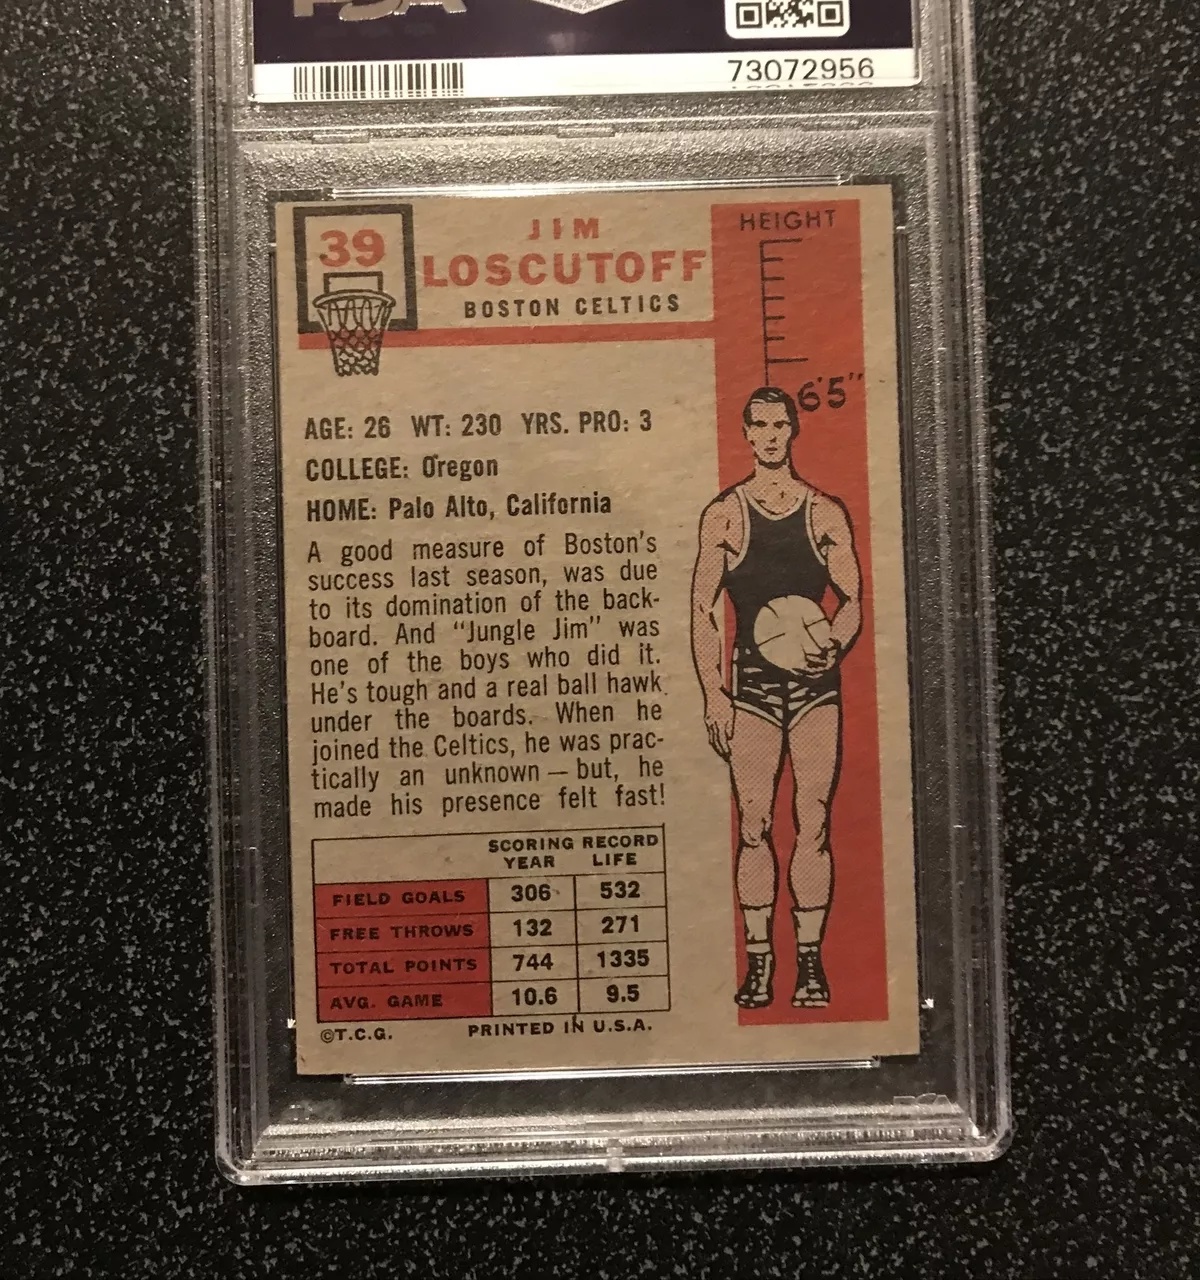 PSA
73072956
39
JIM
LOSCUTOFF
BOSTON CELTICS
HEIGHT
6'5"
AGE: 26 WT: 230 YRS. PRO: 3
COLLEGE: Oregon
HOME: Palo Alto, California
A good measure of Boston's
success last season, was due
to its domination of the back-
board. And "Jungle Jim" was
one of the boys who did it.
He's tough and a real ball hawk
under the boards. When he
joined the Celtics, he was prac-
tically an unknown — but, he
made his presence felt fast!
SCORING RECORD
YEAR LIFE
FIELD GOALS 306 532
FREE THROWS 132 271
TOTAL POINTS 744 1335
AVG. GAME 10.6 9.5
©T.C.G. PRINTED IN U.S.A.
PSA